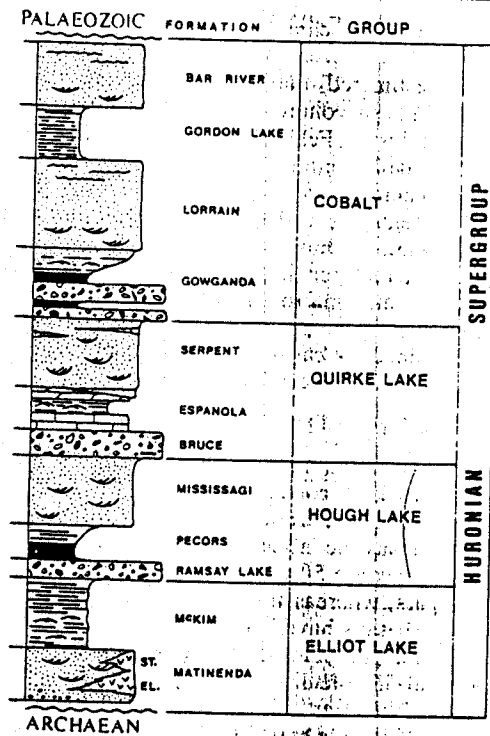 PALAEOZOIC FORMATION GROUP
BAR RIVER
GORDON LAKE
LORRAIN
COBALT
GOWGANDA
SUPERGROUP
SERPENT
QUIRKE LAKE
ESPANOLA
BRUCE
MISSISSAGI
HOUGH LAKE
PECORS
RAMSAY LAKE
HURONIAN
McKIM
ELLIOT LAKE
ST.
MATINENDA
EL.
ARCHAEAN